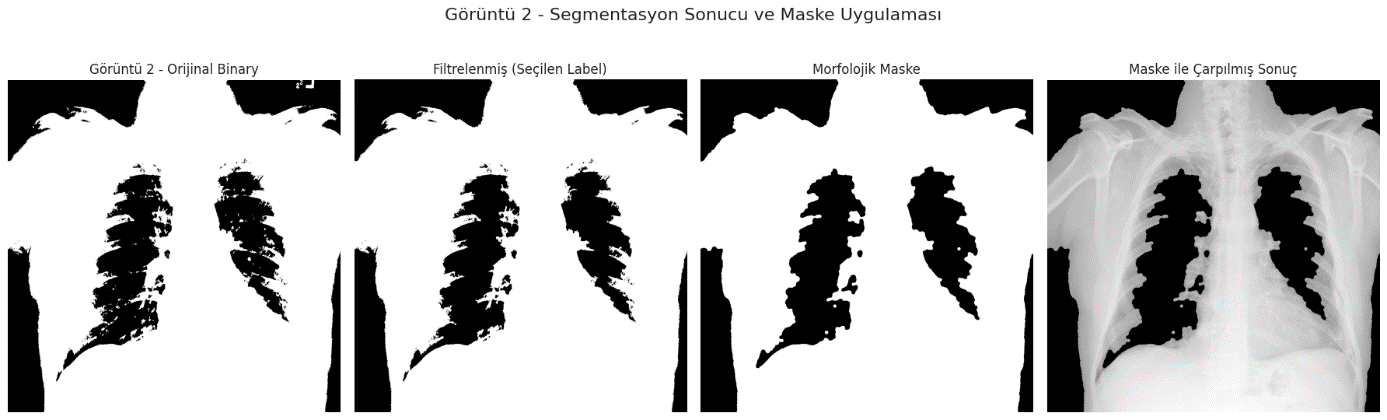 Görüntü 2 - Segmentasyon Sonucu ve Maske Uygulaması
Görüntü 2 - Orijinal Binary
Filtrelenmiş (Seçilen Label)
Morfolojik Maske
Maske ile Çarpılmış Sonuç